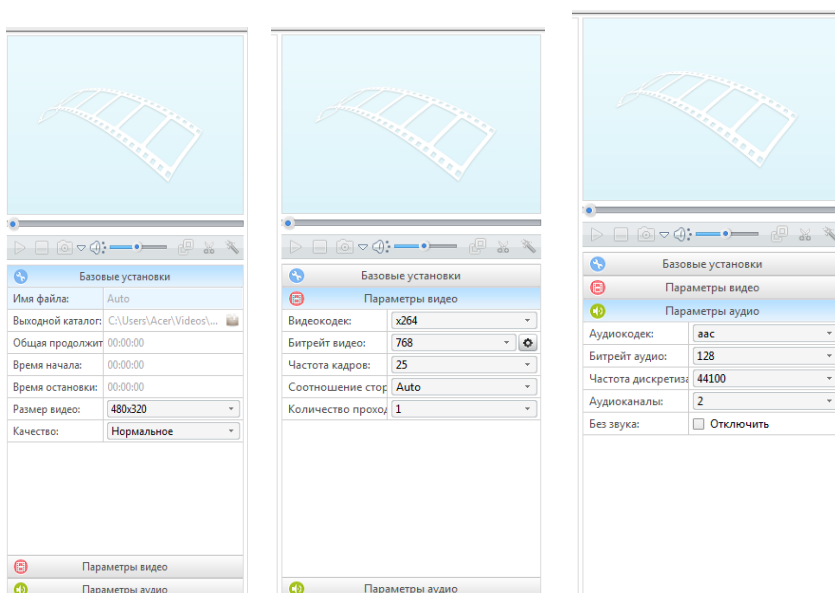 Базовые установки
Имя файла: Auto
Выходной каталог: C:\Users\Acer\Videos\...
Общая продолжит 00:00:00
Время начала: 00:00:00
Время остановки: 00:00:00
Размер видео: 480x320
Качество: Нормальное
Параметры видео
Параметры аудио
Базовые установки
Параметры видео
Видеокодек: x264
Битрейт видео: 768
Частота кадров: 25
Соотношение стор Auto
Количество проход 1
Параметры аудио
Базовые установки
Параметры видео
Параметры аудио
Аудиокодек: aac
Битрейт аудио: 128
Частота дискретиза 44100
Аудиоканалы: 2
Без звука: Отключить